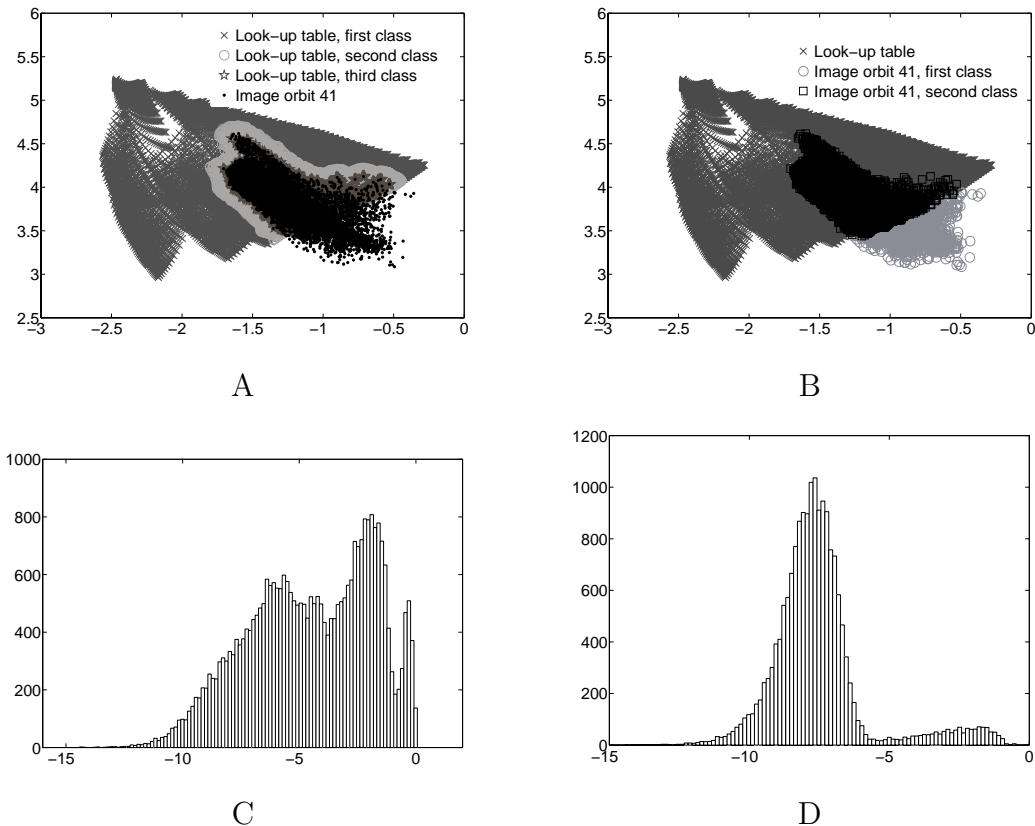 6
5.5
5
4.5
4
3.5
3
2.5
−3 −2.5 −2 −1.5 −1 −0.5 0
Look−up table, first class
Look−up table, second class
Look−up table, third class
Image orbit 41
A
6
5.5
5
4.5
4
3.5
3
2.5
−3 −2.5 −2 −1.5 −1 −0.5 0
Look−up table
Image orbit 41, first class
Image orbit 41, second class
B
1000
800
600
400
200
0
−15 −10 −5 0
C
1200
1000
800
600
400
200
0
−15 −10 −5 0
D